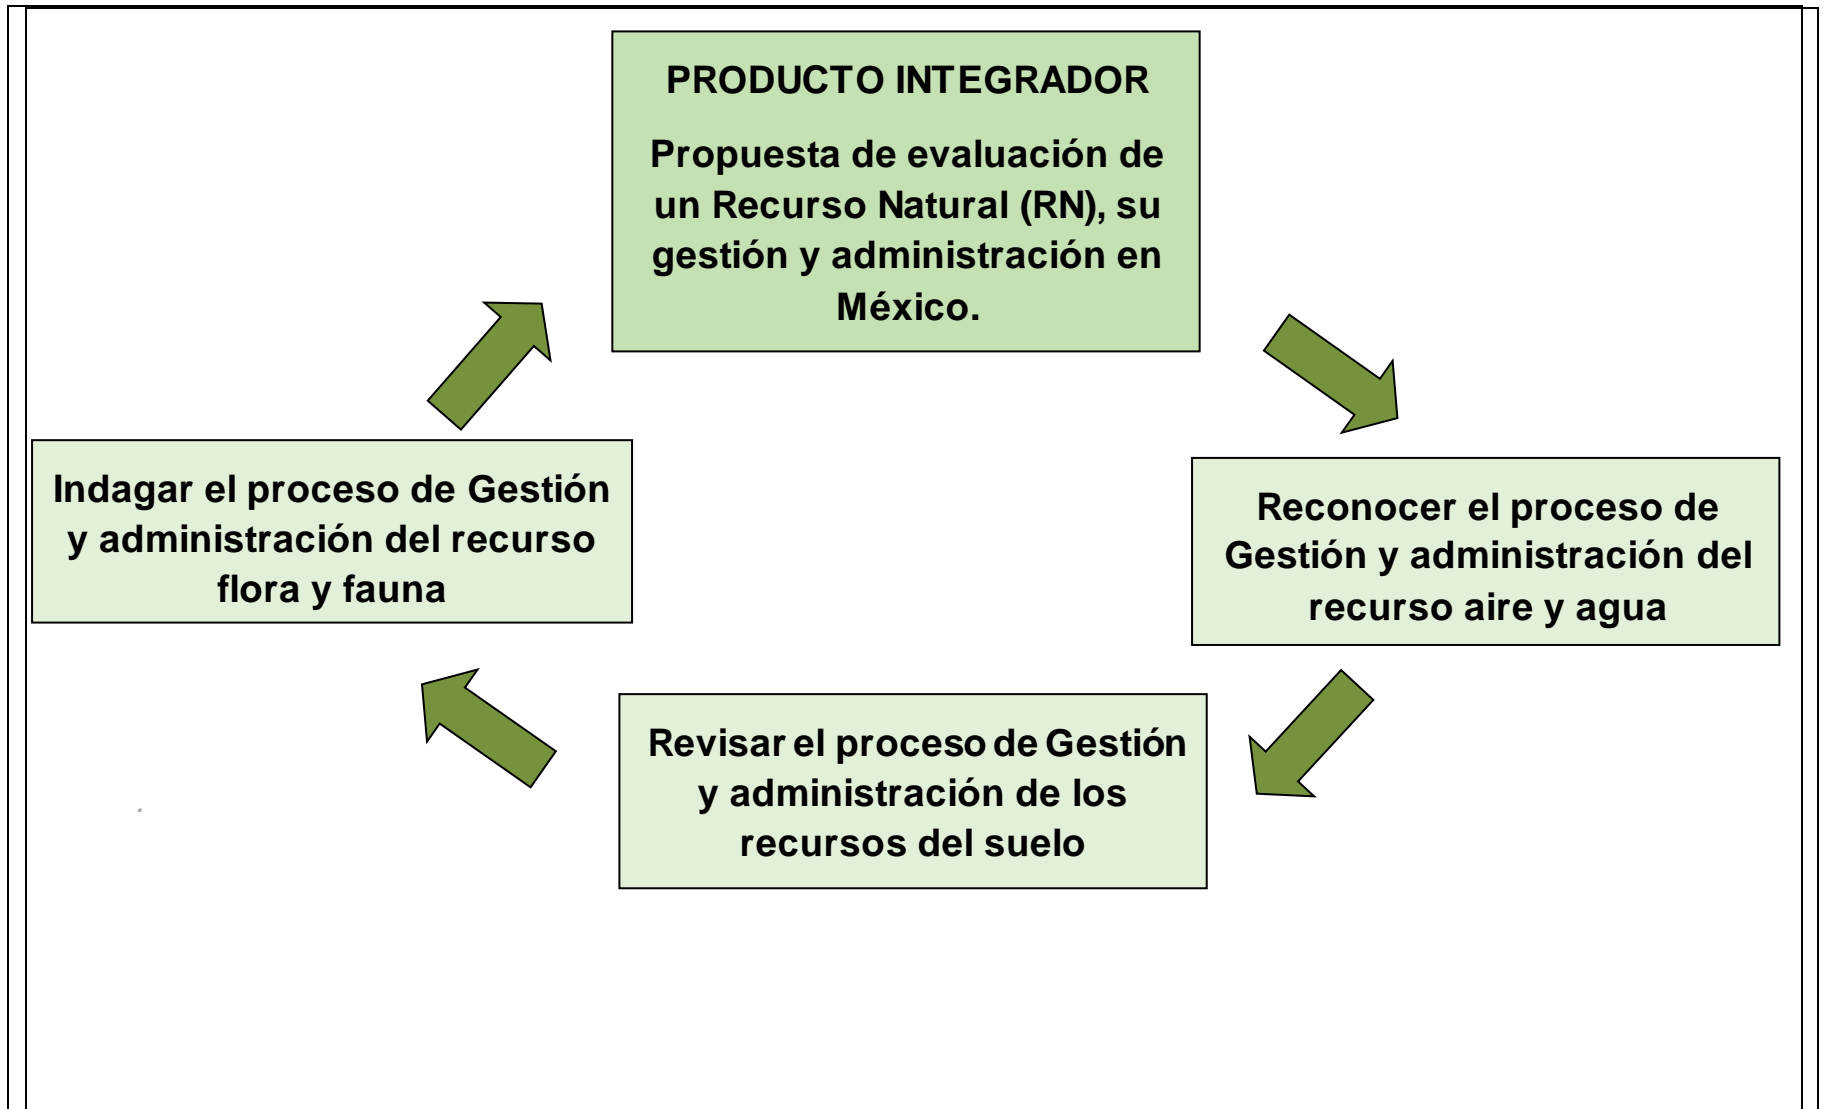 PRODUCTO INTEGRADOR
Propuesta de evaluación de
un Recurso Natural (RN), su
gestión y administración en
México.
Indagar el proceso de Gestión
y administración del recurso
flora y fauna
Reconocer el proceso de
Gestión y administración del
recurso aire y agua
Revisar el proceso de Gestión
y administración de los
recursos del suelo
.